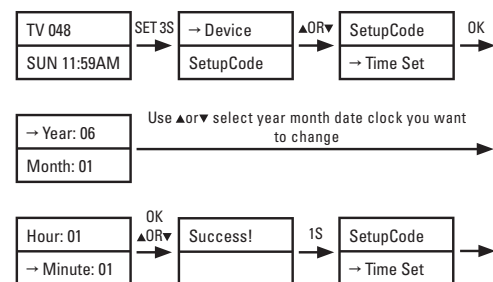 TV 048
SUN 11:59AM
SET 3S
→ Device
SetupCode
▲OR▼
SetupCode
→ Time Set
OK
→ Year: 06
Month: 01
Use ▲or▼ select year month date clock you want
to change
Hour: 01
→ Minute: 01
OK
▲OR▼
Success!
1S
SetupCode
→ Time Set